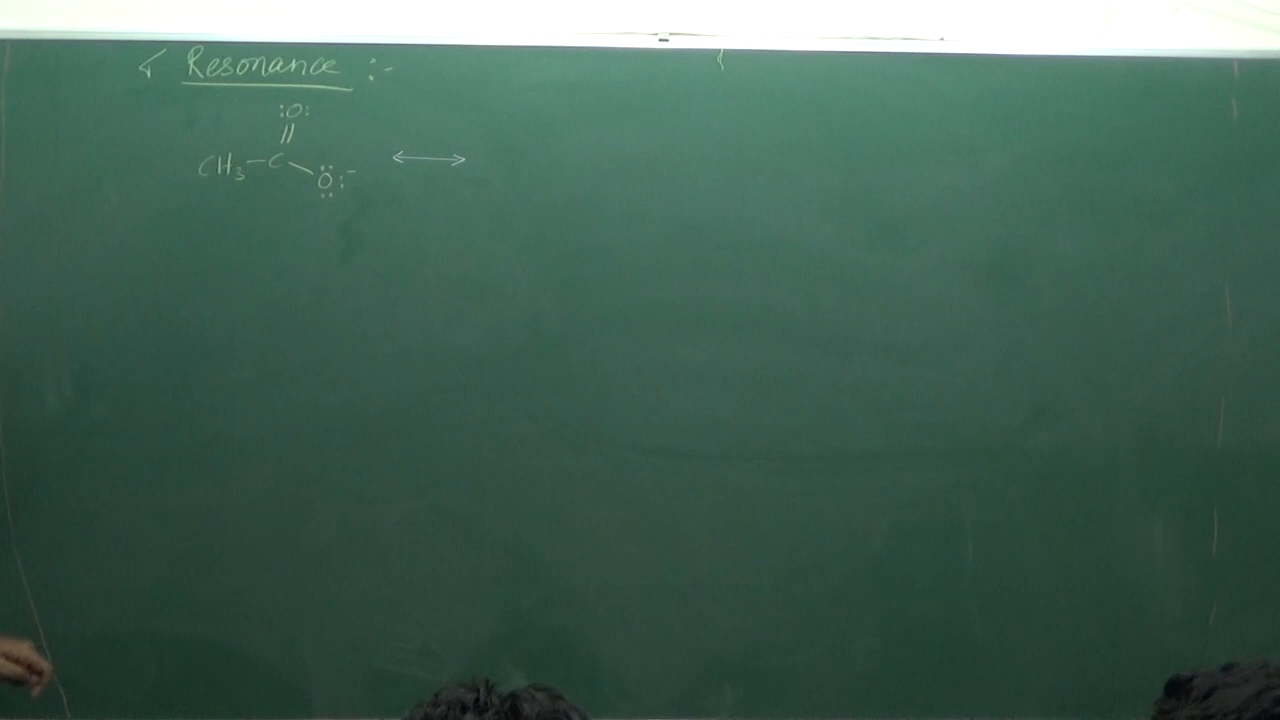 Resonance :-
:O:
||
CH₃-C\Ö:⁻
↔